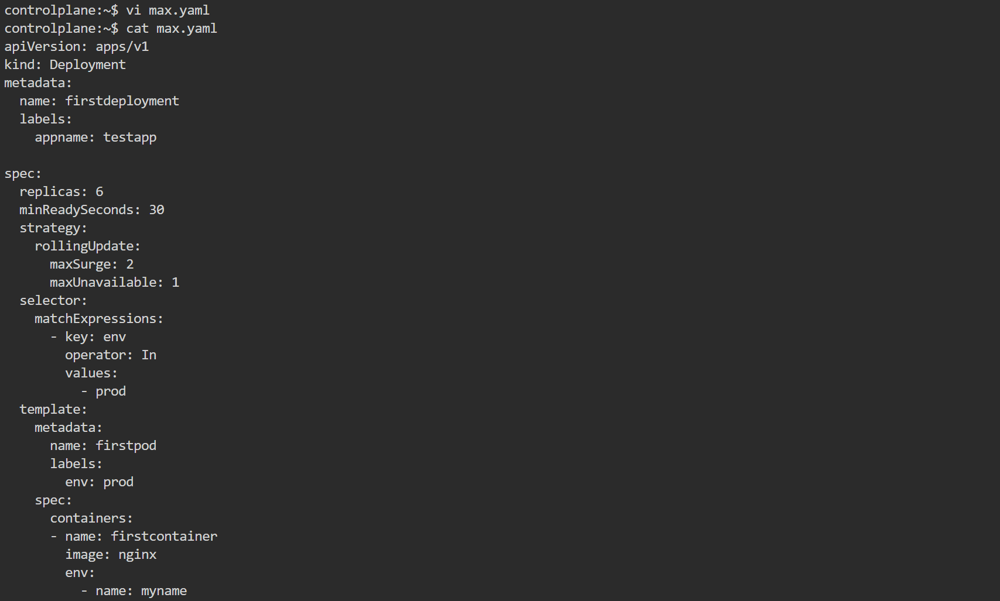 controlplane:~$ vi max.yaml
controlplane:~$ cat max.yaml
apiVersion: apps/v1
kind: Deployment
metadata:
  name: firstdeployment
  labels:
    appname: testapp

spec:
  replicas: 6
  minReadySeconds: 30
  strategy:
    rollingUpdate:
      maxSurge: 2
      maxUnavailable: 1
  selector:
    matchExpressions:
      - key: env
        operator: In
        values:
          - prod
  template:
    metadata:
      name: firstpod
      labels:
        env: prod
    spec:
      containers:
      - name: firstcontainer
        image: nginx
        env:
          - name: myname